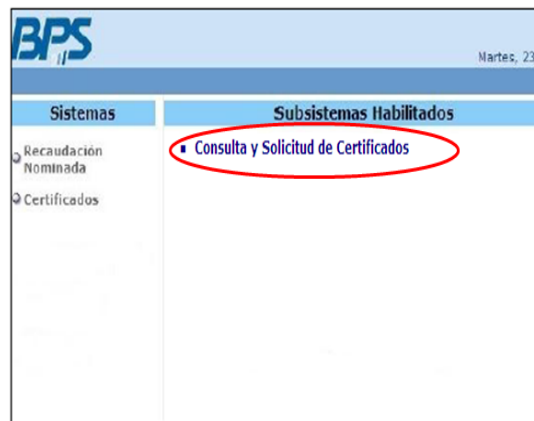 BPS
Martes, 23
Sistemas
Subsistemas Habilitados
Recaudación
Nominada
Consulta y Solicitud de Certificados
Certificados